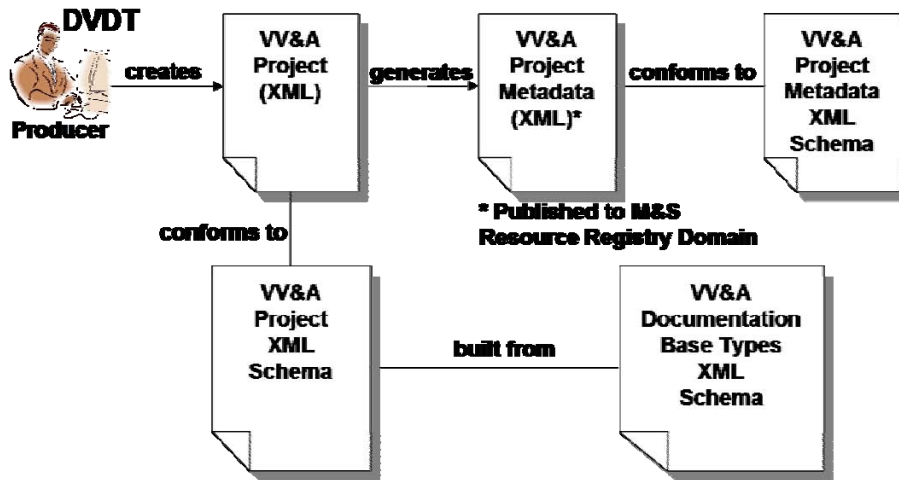 DVDT
Producer
creates
VV&A
Project
(XML)
generates
VV&A
Project
Metadata
(XML)*
conforms to
VV&A
Project
Metadata
XML
Schema
* Published to M&S
Resource Registry Domain
conforms to
VV&A
Project
XML
Schema
built from
VV&A
Documentation
Base Types
XML
Schema